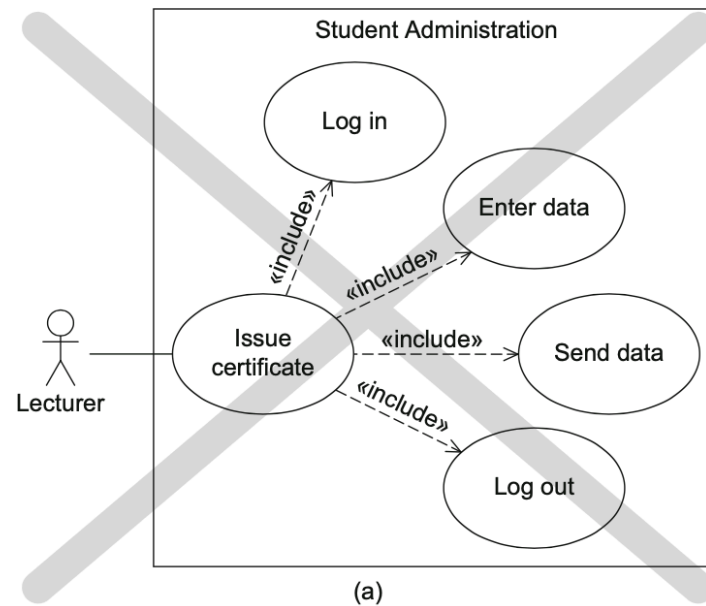 Student Administration
Log in
Enter data
«include»
«include»
Issue
certificate
«include»
Send data
Lecturer
«include»
Log out
(a)